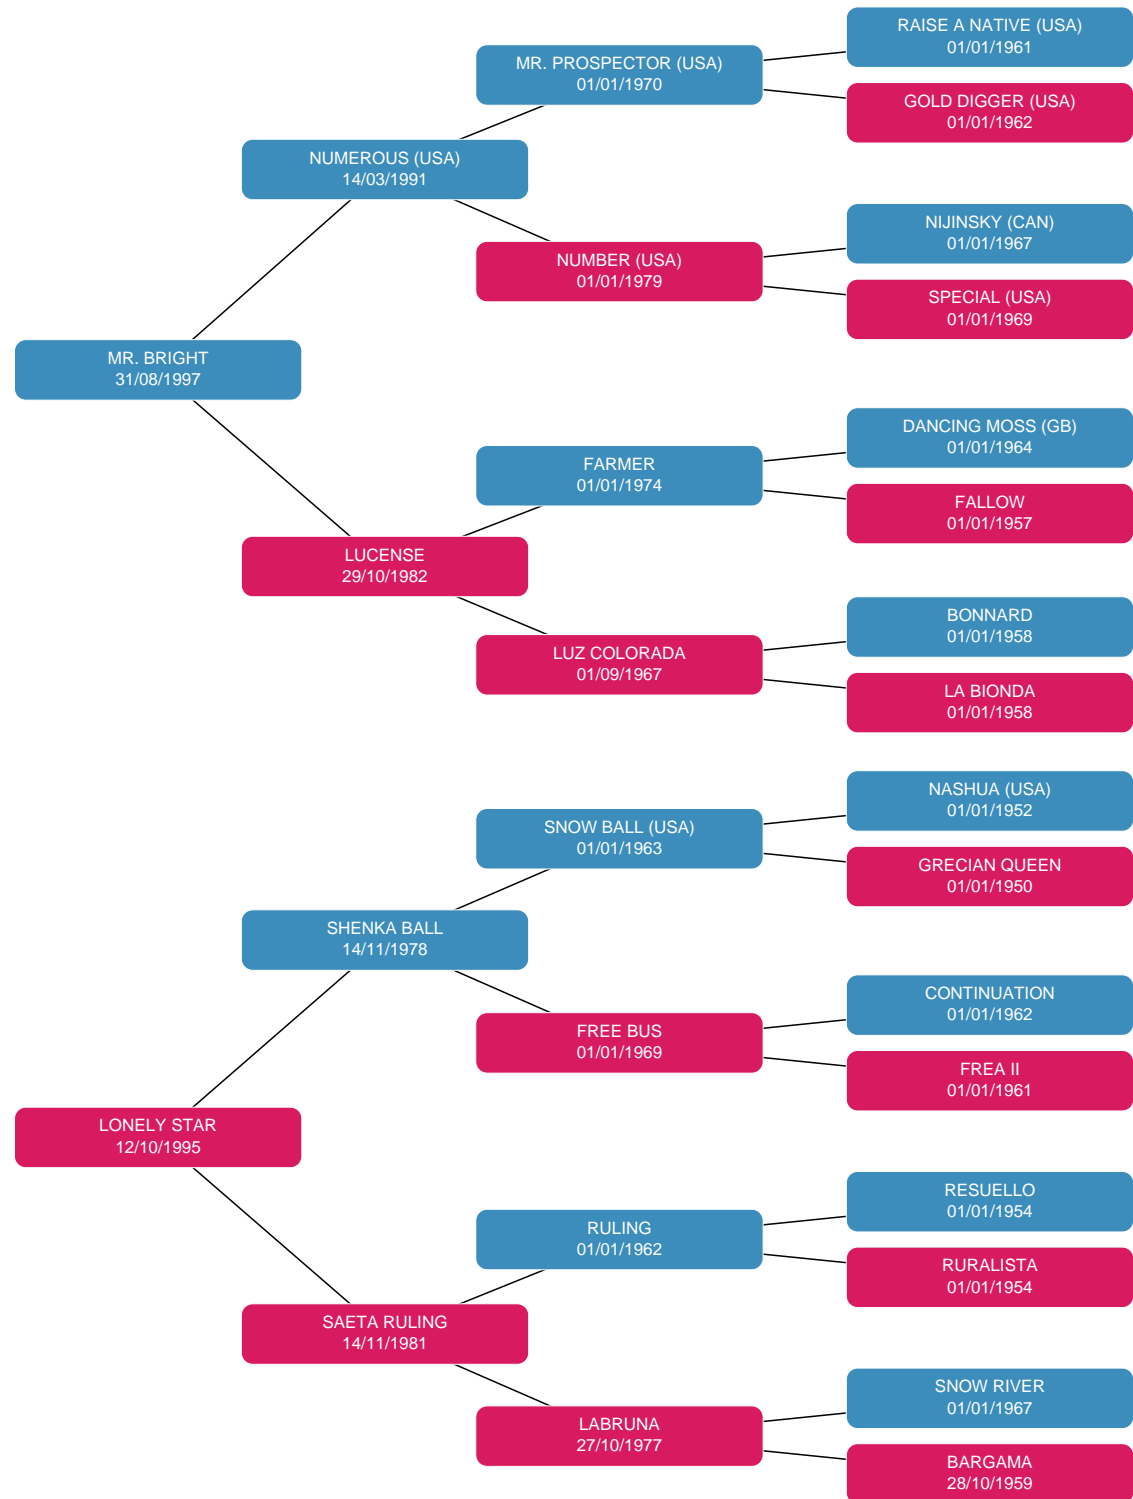 RAISE A NATIVE (USA)
01/01/1961
MR. PROSPECTOR (USA)
01/01/1970
GOLD DIGGER (USA)
01/01/1962
NUMEROUS (USA)
14/03/1991
NIJINSKY (CAN)
01/01/1967
NUMBER (USA)
01/01/1979
SPECIAL (USA)
01/01/1969
MR. BRIGHT
31/08/1997
DANCING MOSS (GB)
01/01/1964
FARMER
01/01/1974
FALLOW
01/01/1957
LUCENSE
29/10/1982
BONNARD
01/01/1958
LUZ COLORADA
01/09/1967
LA BIONDA
01/01/1958
NASHUA (USA)
01/01/1952
SNOW BALL (USA)
01/01/1963
GRECIAN QUEEN
01/01/1950
SHENKA BALL
14/11/1978
CONTINUATION
01/01/1962
FREE BUS
01/01/1969
FREA II
01/01/1961
LONELY STAR
12/10/1995
RESUELLO
01/01/1954
RULING
01/01/1962
RURALISTA
01/01/1954
SAETA RULING
14/11/1981
SNOW RIVER
01/01/1967
LABRUNA
27/10/1977
BARGAMA
28/10/1959